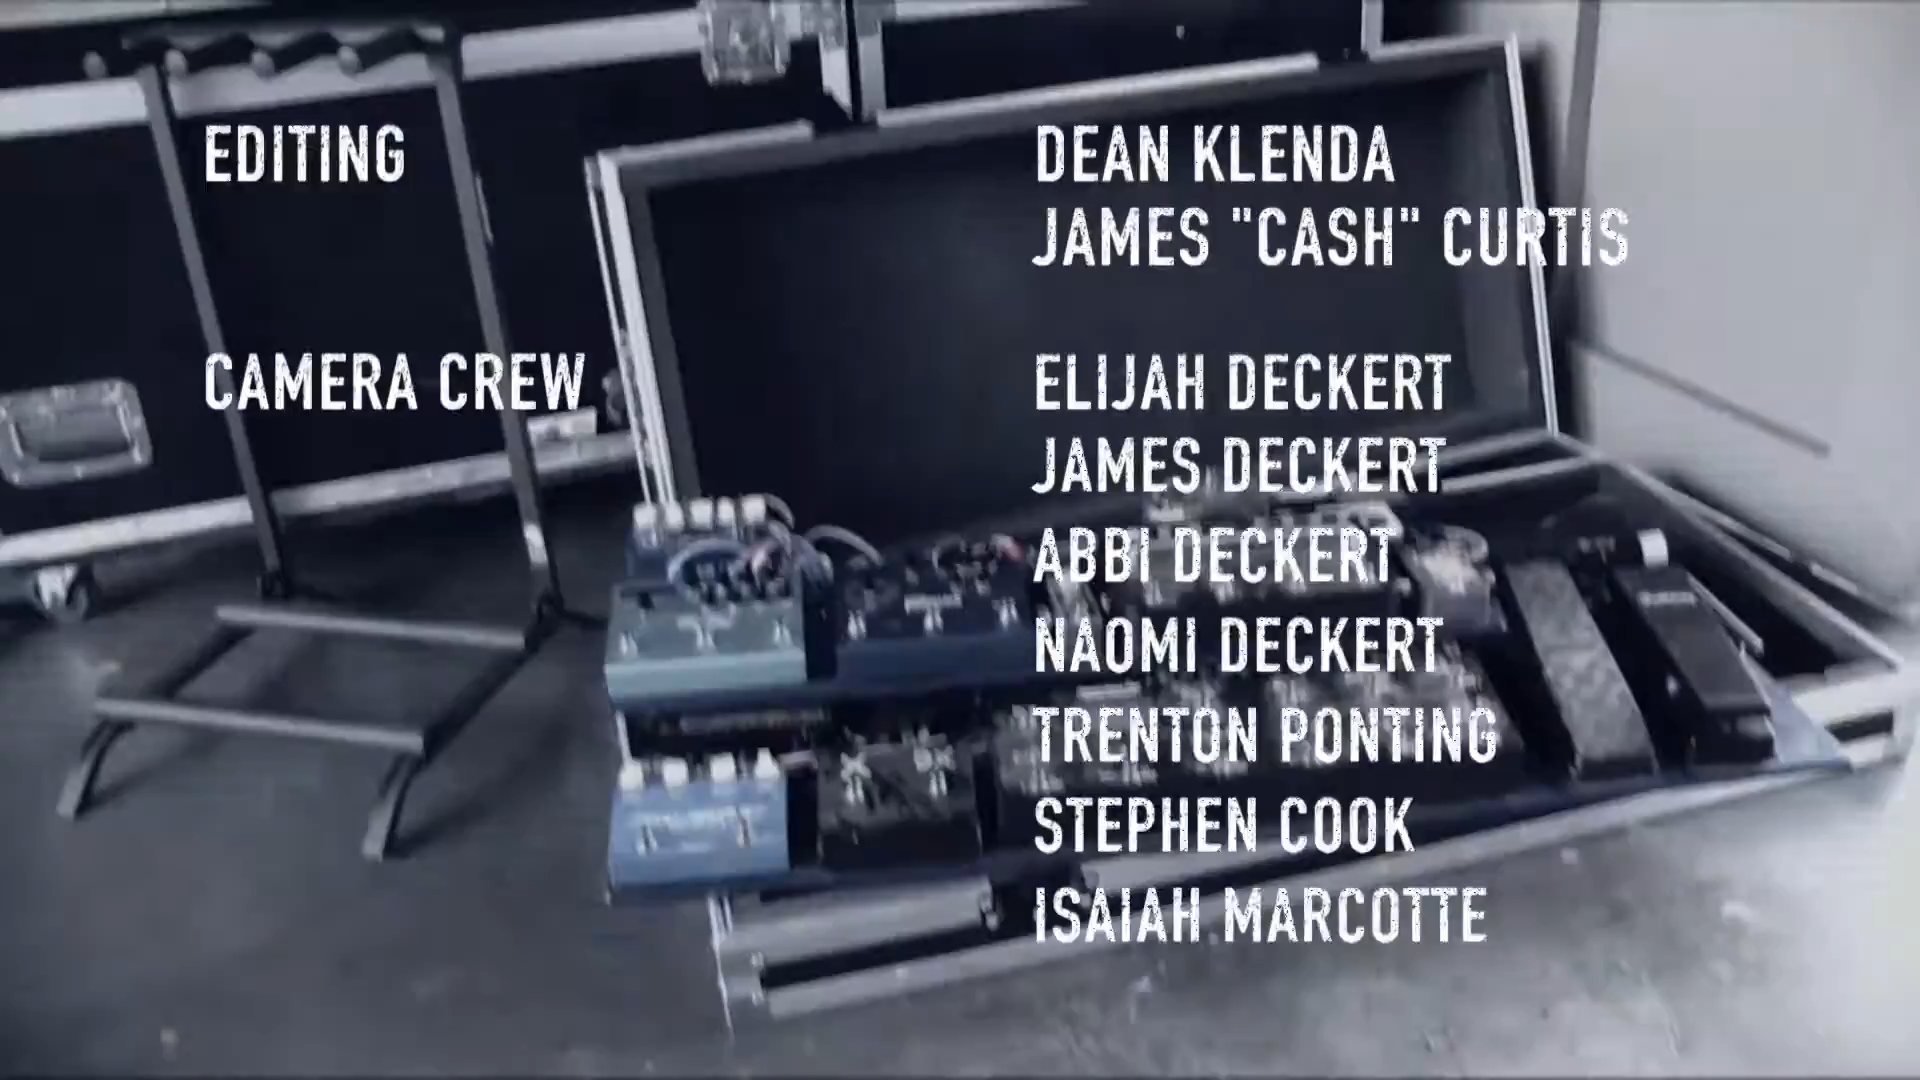 EDITING
DEAN KLENDA
JAMES "CASH" CURTIS
CAMERA CREW
ELIJAH DECKERT
JAMES DECKERT
ABBI DECKERT
NAOMI DECKERT
TRENTON PONTING
STEPHEN COOK
ISAIAH MARCOTTE